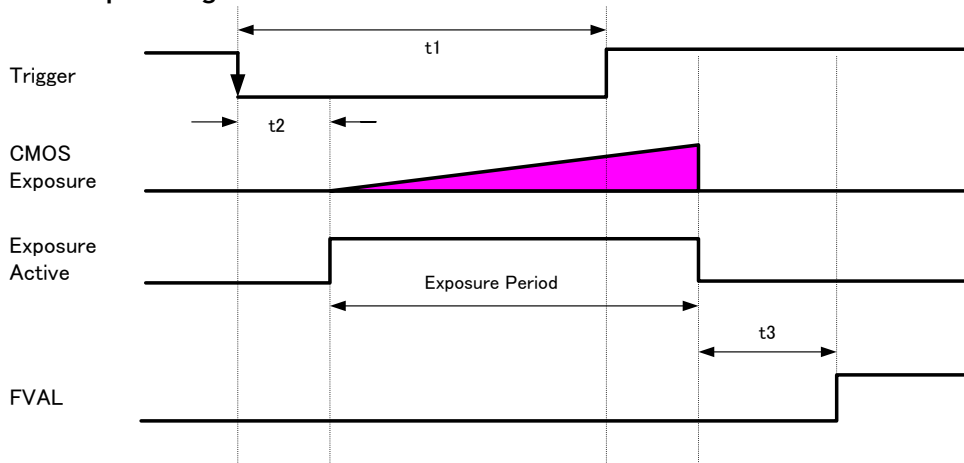 t1
Trigger
t2
CMOS
Exposure
Exposure
Active
Exposure Period
t3
FVAL